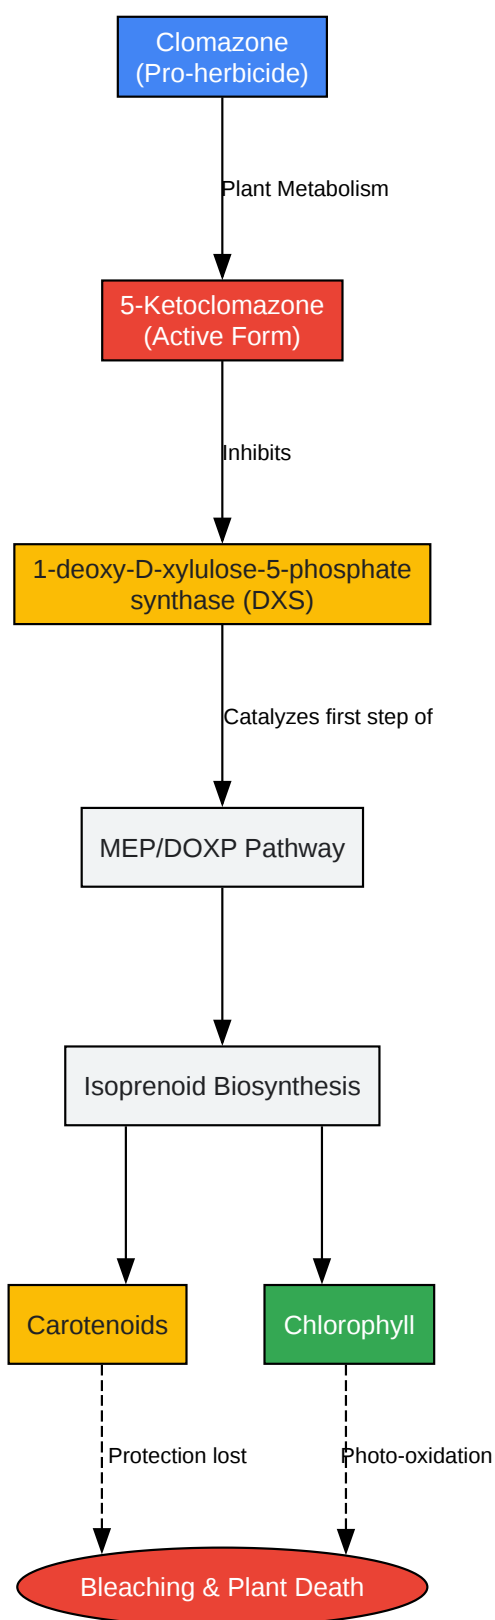 Clomazone
(Pro-herbicide)
Plant Metabolism
5-Ketoclomazone
(Active Form)
Inhibits
1-deoxy-D-xylulose-5-phosphate
synthase (DXS)
Catalyzes first step of
MEP/DOXP Pathway
Isoprenoid Biosynthesis
Carotenoids
Chlorophyll
Protection lost
Photo-oxidation
Bleaching & Plant Death